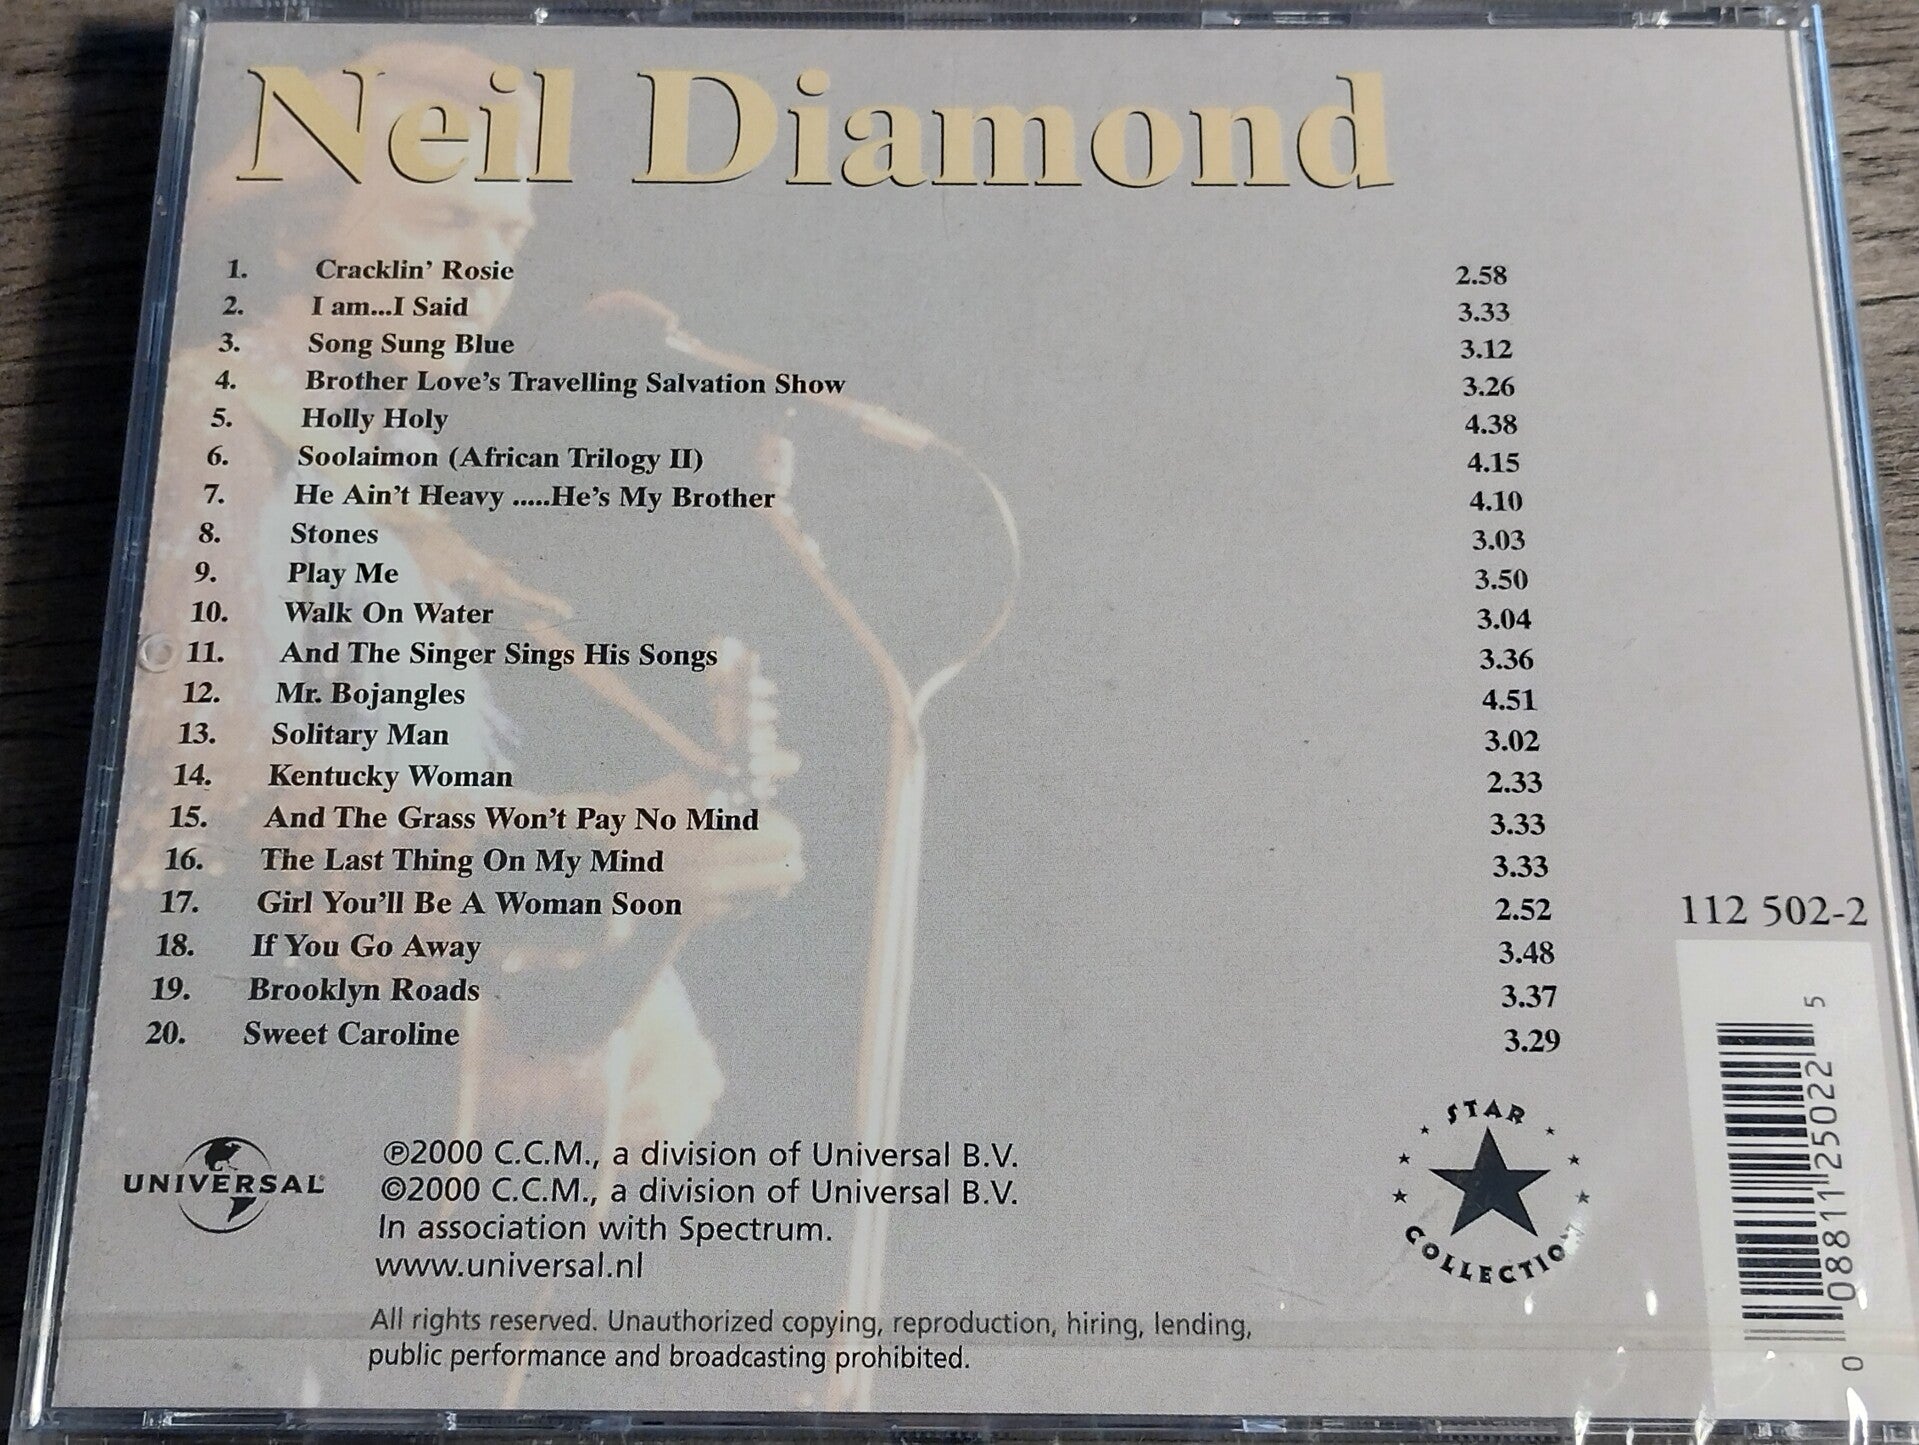 Neil Diamond
1. Cracklin' Rosie 2.58
2. I am...I Said 3.33
3. Song Sung Blue 3.12
4. Brother Love's Travelling Salvation Show 3.26
5. Holly Holy 4.38
6. Soolaimon (African Trilogy II) 4.15
7. He Ain't Heavy .....He's My Brother 4.10
8. Stones 3.03
9. Play Me 3.50
10. Walk On Water 3.04
11. And The Singer Sings His Songs 3.36
12. Mr. Bojangles 4.51
13. Solitary Man 3.02
14. Kentucky Woman 2.33
15. And The Grass Won't Pay No Mind 3.33
16. The Last Thing On My Mind 3.33
17. Girl You'll Be A Woman Soon 2.52
18. If You Go Away 3.48
19. Brooklyn Roads 3.37
20. Sweet Caroline 3.29
112 502-2
0 08811 25022 5
STAR
COLLECTION
UNIVERSAL
℗2000 C.C.M., a division of Universal B.V.
©2000 C.C.M., a division of Universal B.V.
In association with Spectrum.
www.universal.nl
All rights reserved. Unauthorized copying, reproduction, hiring, lending,
public performance and broadcasting prohibited.